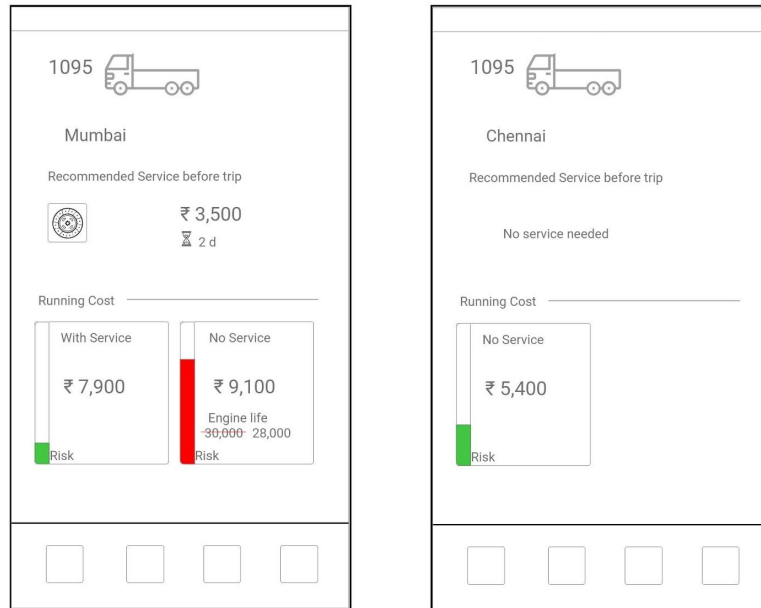 1095
Mumbai
Recommended Service before trip
₹ 3,500
2 d
Running Cost
With Service
₹ 7,900
Risk
No Service
₹ 9,100
Engine life
30,000 28,000
Risk
1095
Chennai
Recommended Service before trip
No service needed
Running Cost
No Service
₹ 5,400
Risk